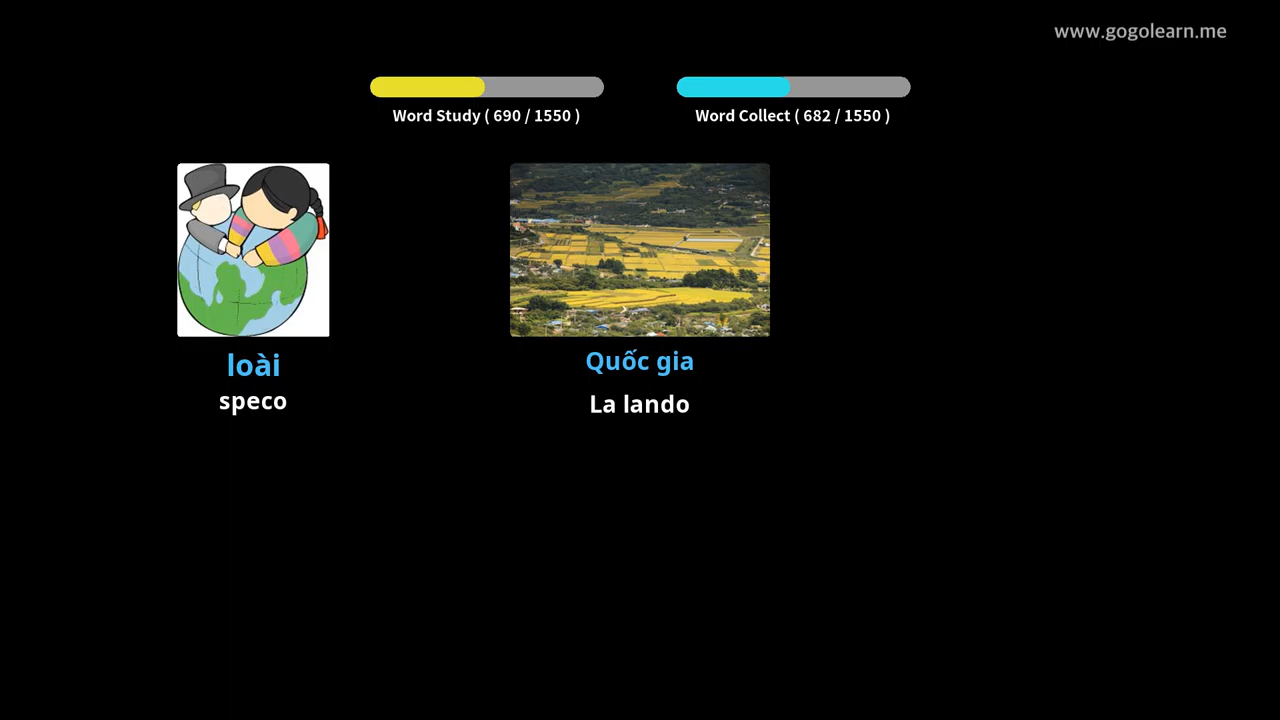 www.gogolearn.me
Word Study ( 690 / 1550 )
Word Collect ( 682 / 1550 )
loài
speco
Quốc gia
La lando